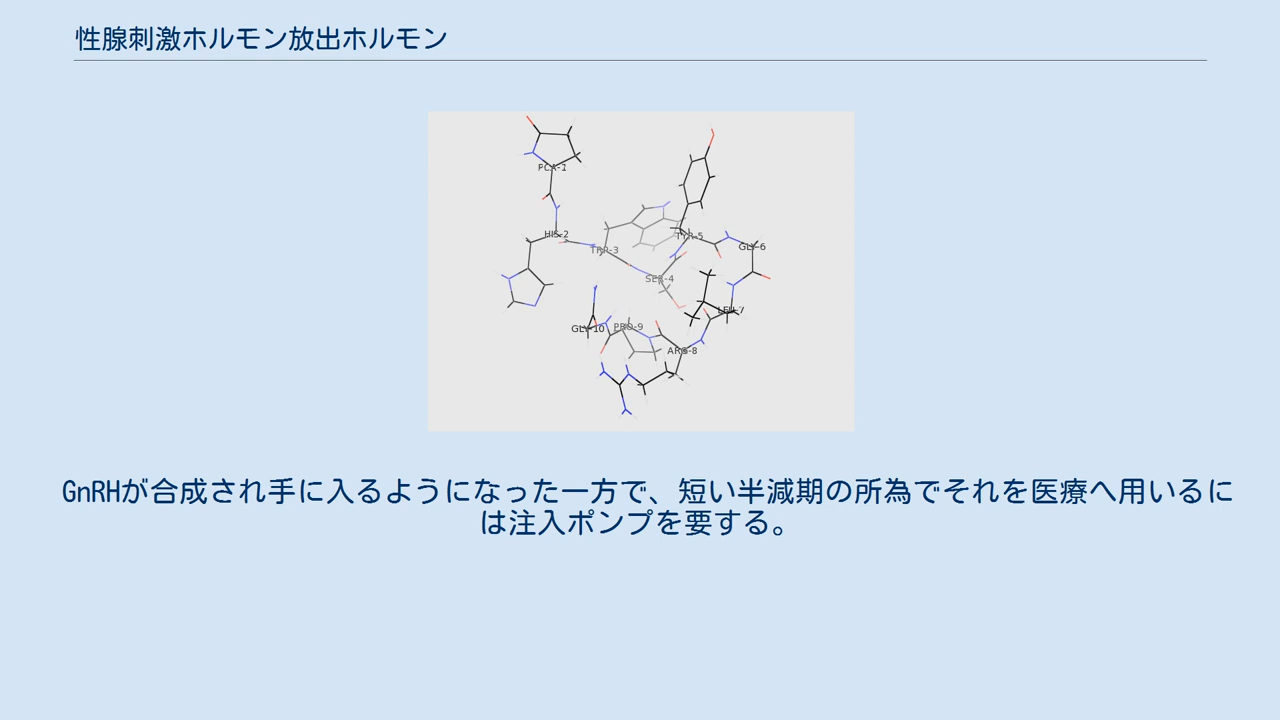 性腺刺激ホルモン放出ホルモン
PCA-1
HIS-2
TRP-3
SER-4
TYR-5
GLY-6
LEU-7
ARG-8
PRO-9
GLY-10
GnRHが合成され手に入るようになった一方で、短い半減期の所為でそれを医療へ用いるに
は注入ポンプを要する。